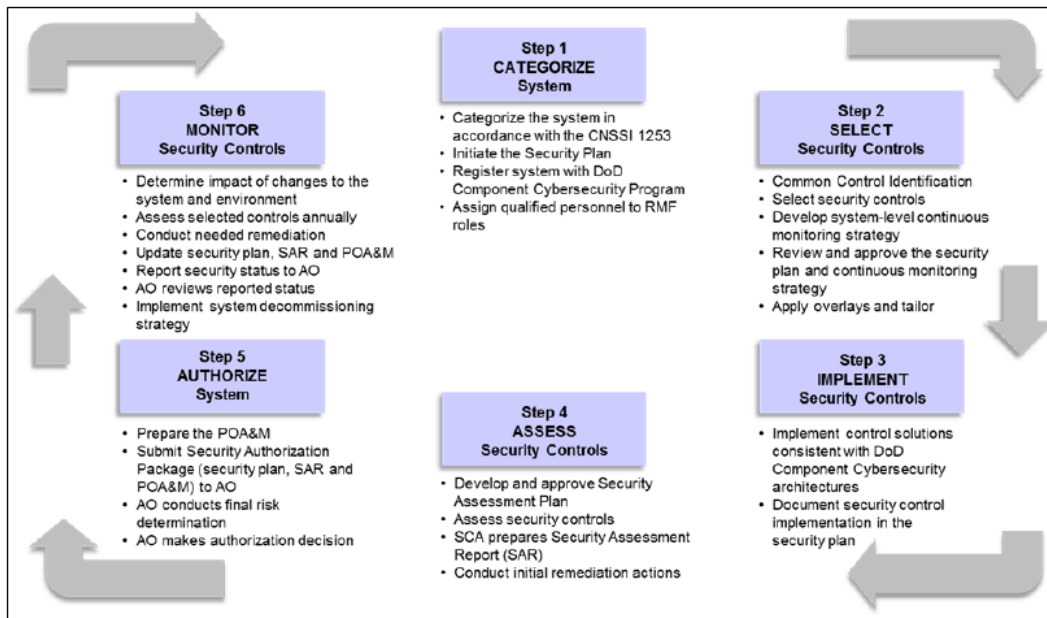 Step 1
CATEGORIZE
System
• Categorize the system in
accordance with the CNSSI 1253
• Initiate the Security Plan
• Register system with DoD
Component Cybersecurity Program
• Assign qualified personnel to RMF
roles
Step 2
SELECT
Security Controls
• Common Control Identification
• Select security controls
• Develop system-level continuous
monitoring strategy
• Review and approve the security
plan and continuous monitoring
strategy
• Apply overlays and tailor
Step 3
IMPLEMENT
Security Controls
• Implement control solutions
consistent with DoD
Component Cybersecurity
architectures
• Document security control
implementation in the
security plan
Step 4
ASSESS
Security Controls
• Develop and approve Security
Assessment Plan
• Assess security controls
• SCA prepares Security Assessment
Report (SAR)
• Conduct initial remediation actions
Step 5
AUTHORIZE
System
• Prepare the POA&M
• Submit Security Authorization
Package (security plan, SAR and
POA&M) to AO
• AO conducts final risk
determination
• AO makes authorization decision
Step 6
MONITOR
Security Controls
• Determine impact of changes to the
system and environment
• Assess selected controls annually
• Conduct needed remediation
• Update security plan, SAR and POA&M
• Report security status to AO
• AO reviews reported status
• Implement system decommissioning
strategy